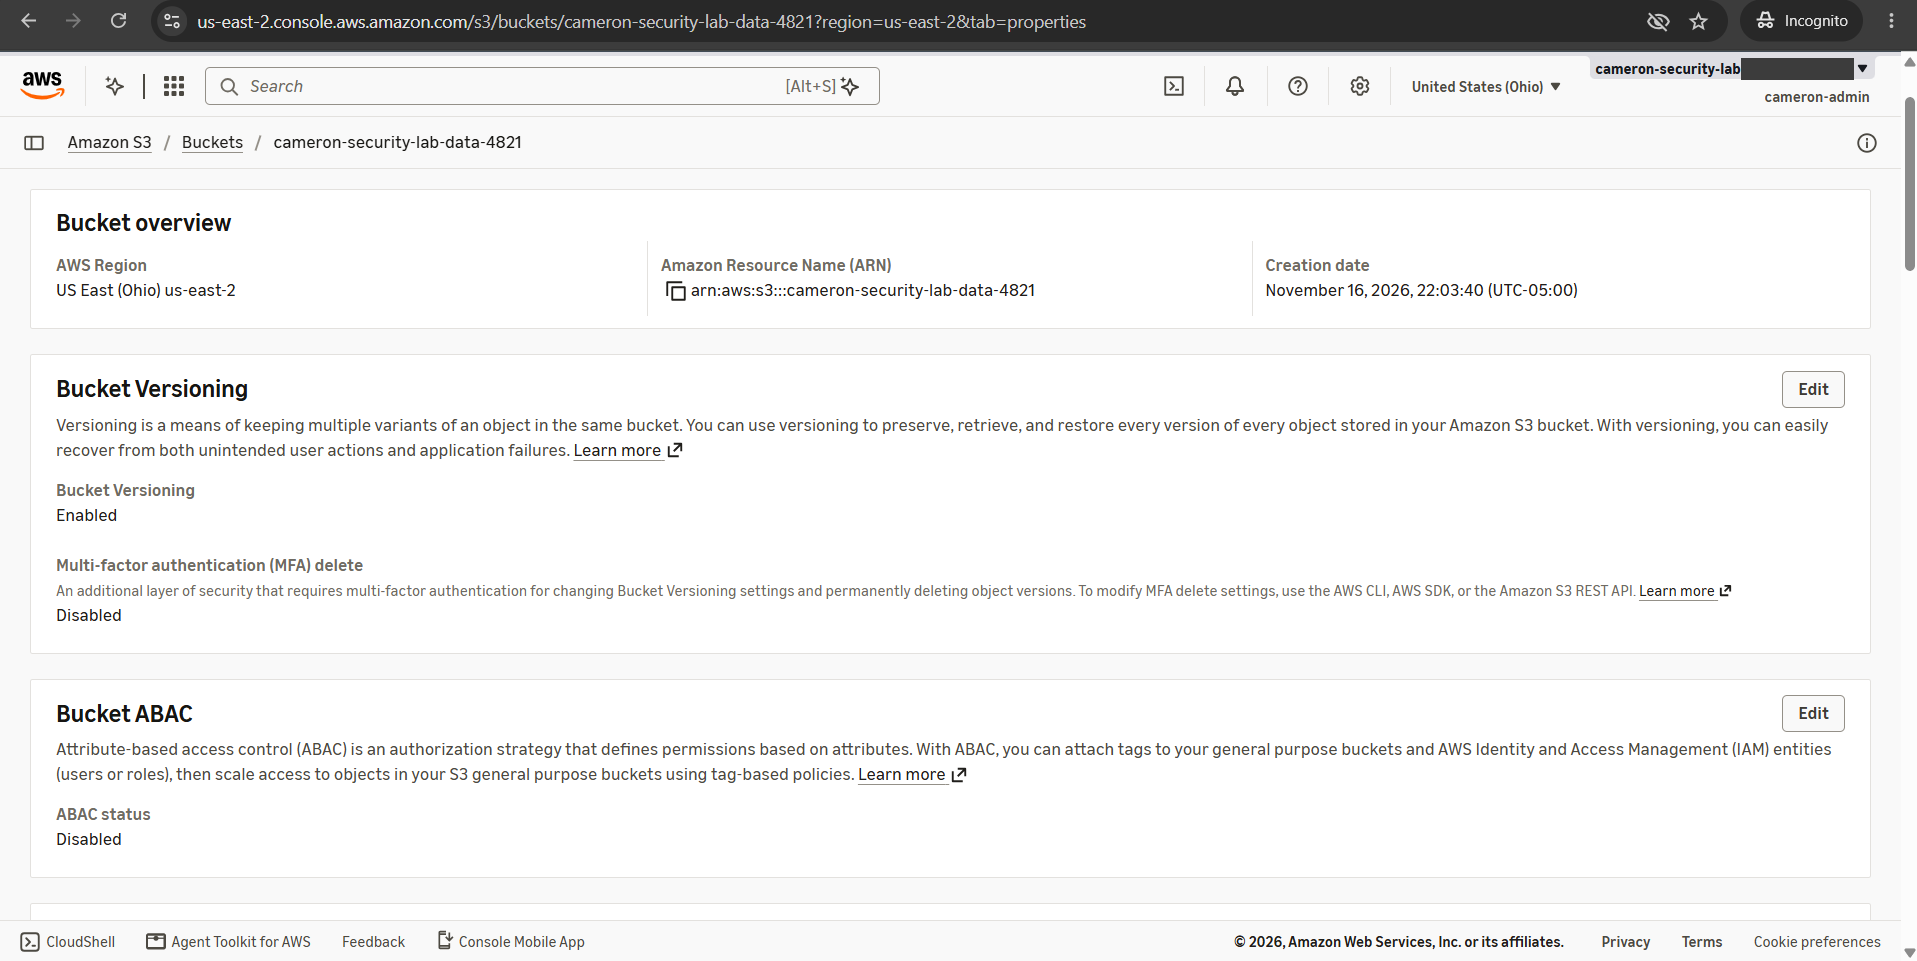 us-east-2.console.aws.amazon.com/s3/buckets/cameron-security-lab-data-4821?region=us-east-2&tab=properties
Incognito
aws
Search
[Alt+S]
United States (Ohio)
cameron-security-lab
cameron-admin
Amazon S3 / Buckets / cameron-security-lab-data-4821
Bucket overview
AWS Region
US East (Ohio) us-east-2
Amazon Resource Name (ARN)
arn:aws:s3:::cameron-security-lab-data-4821
Creation date
November 16, 2026, 22:03:40 (UTC-05:00)
Bucket Versioning
Edit
Versioning is a means of keeping multiple variants of an object in the same bucket. You can use versioning to preserve, retrieve, and restore every version of every object stored in your Amazon S3 bucket. With versioning, you can easily
recover from both unintended user actions and application failures. Learn more
Bucket Versioning
Enabled
Multi-factor authentication (MFA) delete
An additional layer of security that requires multi-factor authentication for changing Bucket Versioning settings and permanently deleting object versions. To modify MFA delete settings, use the AWS CLI, AWS SDK, or the Amazon S3 REST API. Learn more
Disabled
Bucket ABAC
Edit
Attribute-based access control (ABAC) is an authorization strategy that defines permissions based on attributes. With ABAC, you can attach tags to your general purpose buckets and AWS Identity and Access Management (IAM) entities
(users or roles), then scale access to objects in your S3 general purpose buckets using tag-based policies. Learn more
ABAC status
Disabled
CloudShell
Agent Toolkit for AWS
Feedback
Console Mobile App
© 2026, Amazon Web Services, Inc. or its affiliates.
Privacy
Terms
Cookie preferences